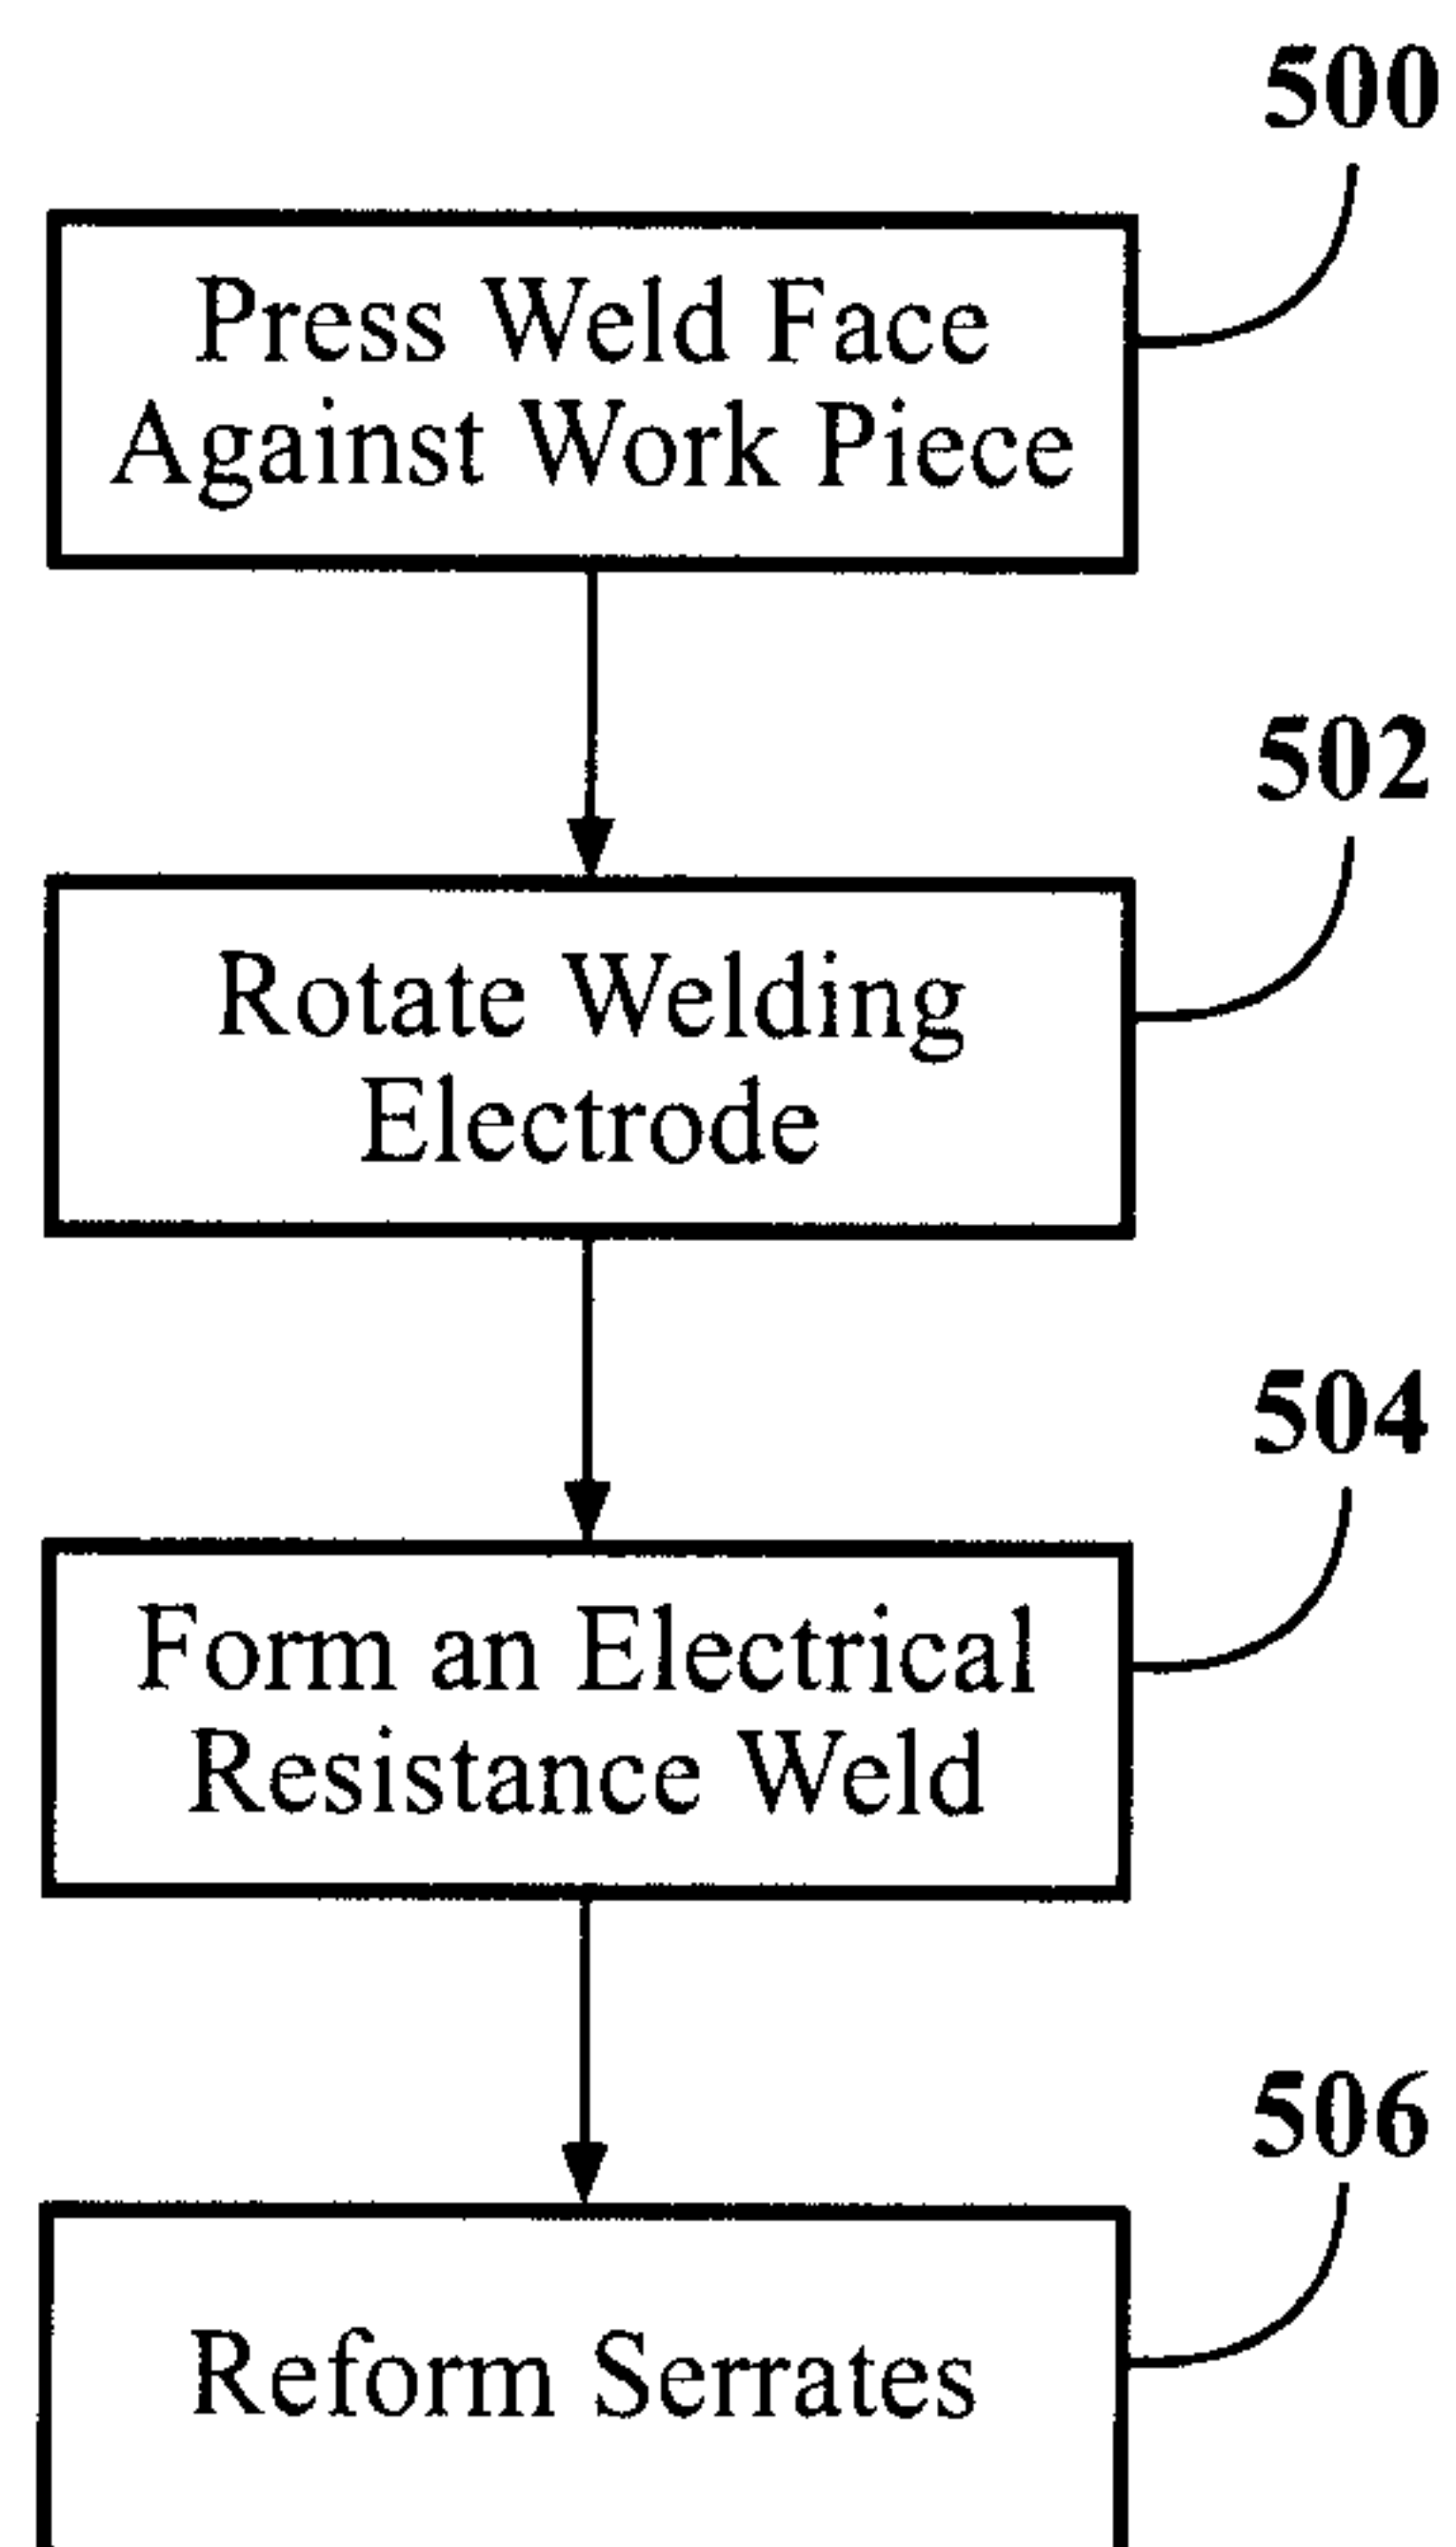 500
Press Weld Face
Against Work Piece
502
Rotate Welding
Electrode
504
Form an Electrical
Resistance Weld
506
Reform Serrates